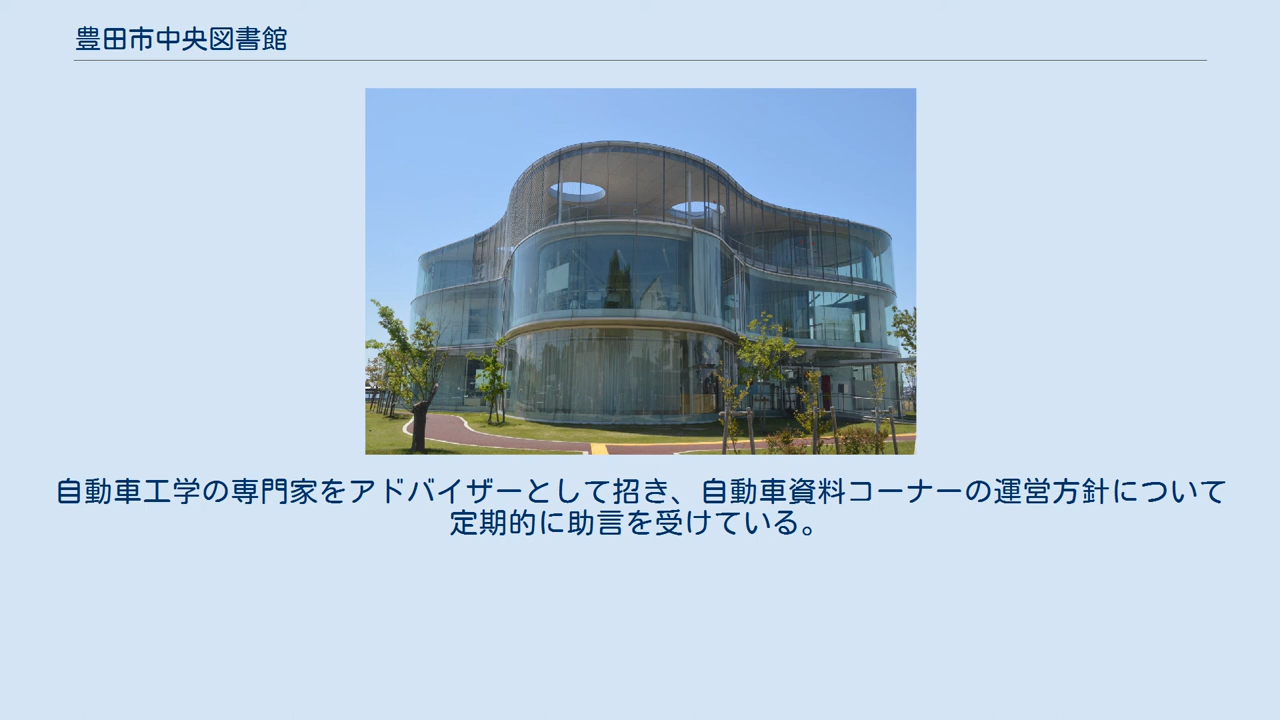 豊田市中央図書館
自動車工学の専門家をアドバイザーとして招き、自動車資料コーナーの運営方針について
定期的に助言を受けている。